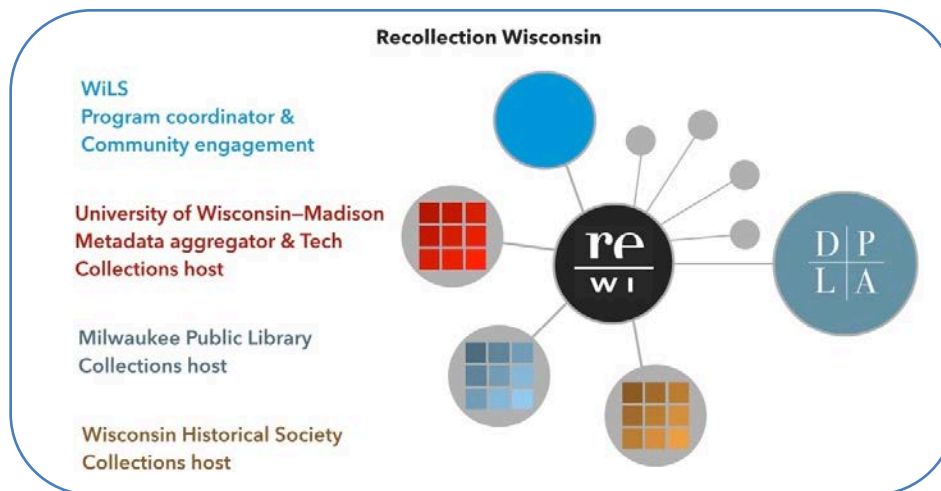 Recollection Wisconsin
WiLS
Program coordinator &
Community engagement
University of Wisconsin—Madison
Metadata aggregator & Tech
Collections host
Milwaukee Public Library
Collections host
Wisconsin Historical Society
Collections host
re
WI
D P
L A